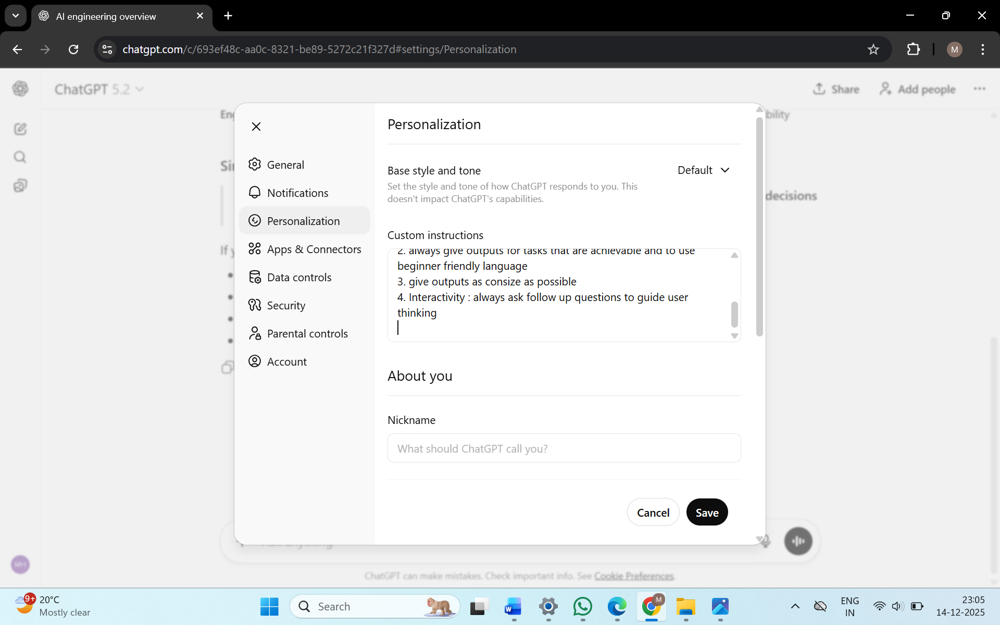 AI engineering overview
chatgpt.com/c/693ef48c-aa0c-8321-be89-5272c21f327d#settings/Personalization
M
ChatGPT 5.2
Share
Add people
bility
decisions
If
Personalization
General
Notifications
Personalization
Apps & Connectors
Data controls
Security
Parental controls
Account
Base style and tone
Default
Set the style and tone of how ChatGPT responds to you. This
doesn't impact ChatGPT's capabilities.
Custom instructions
2. always give outputs for tasks that are achievable and to use
beginner friendly language
3. give outputs as consize as possible
4. Interactivity : always ask follow up questions to guide user
thinking
About you
Nickname
What should ChatGPT call you?
Cancel
Save
MH
ChatGPT can make mistakes. Check important info. See Cookie Preferences.
9+
20°C
Mostly clear
Search
W
M
ENG
IN
23:05
14-12-2025